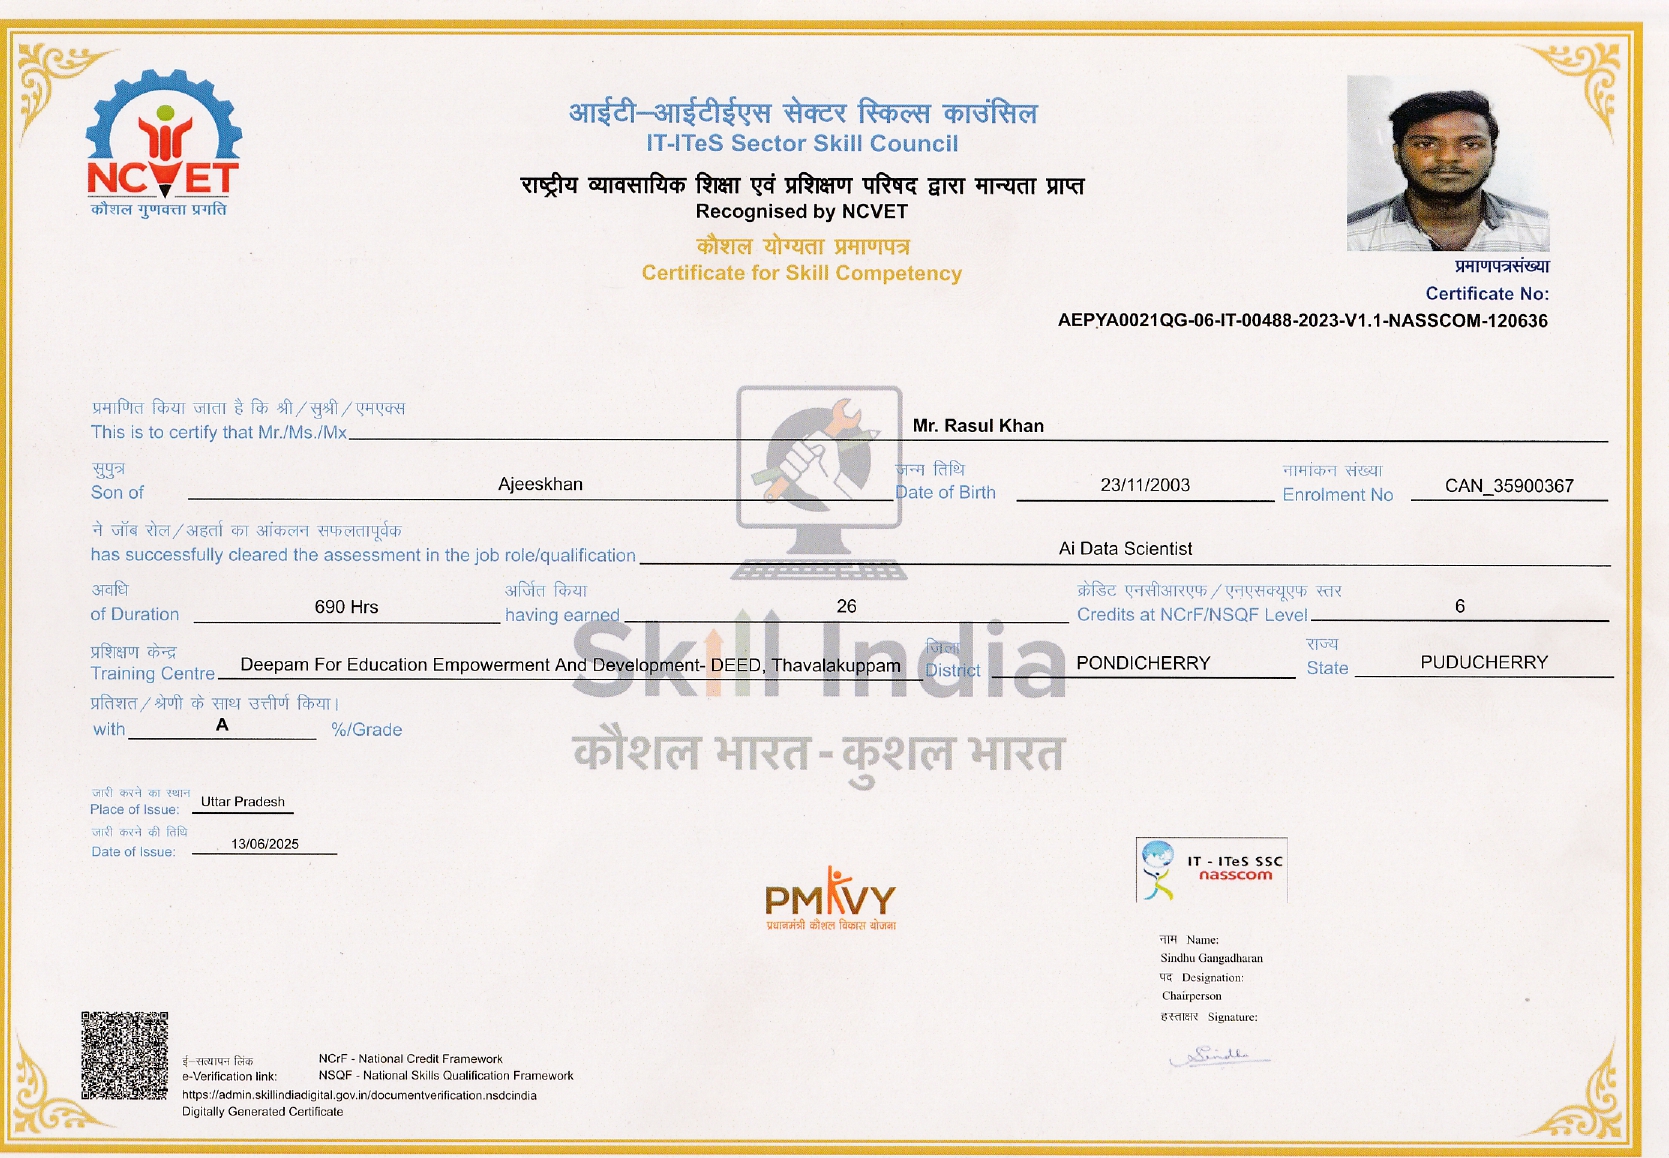 NCVET
कौशल गुणवत्ता प्रगति
आईटी–आईटीईएस सेक्टर स्किल्स काउंसिल
IT-ITeS Sector Skill Council
राष्ट्रीय व्यावसायिक शिक्षा एवं प्रशिक्षण परिषद द्वारा मान्यता प्राप्त
Recognised by NCVET
कौशल योग्यता प्रमाणपत्र
Certificate for Skill Competency
प्रमाणपत्रसंख्या
Certificate No:
AEPYA0021QG-06-IT-00488-2023-V1.1-NASSCOM-120636
प्रमाणित किया जाता है कि श्री/सुश्री/एमएक्स
This is to certify that Mr./Ms./Mx Mr. Rasul Khan
सुपुत्र जन्म तिथि नामांकन संख्या
Son of Ajeeskhan Date of Birth 23/11/2003 Enrolment No CAN_35900367
ने जॉब रोल/अहर्ता का आंकलन सफलतापूर्वक
has successfully cleared the assessment in the job role/qualification Ai Data Scientist
अवधि अर्जित किया क्रेडिट एनसीआरएफ/एनएसक्यूएफ स्तर
of Duration 690 Hrs having earned 26 Credits at NCrF/NSQF Level 6
Skill India
प्रशिक्षण केन्द्र जिला राज्य
Training Centre Deepam For Education Empowerment And Development- DEED, Thavalakuppam District PONDICHERRY State PUDUCHERRY
प्रतिशत/श्रेणी के साथ उत्तीर्ण किया।
with A %/Grade
कौशल भारत - कुशल भारत
जारी करने का स्थान
Place of Issue: Uttar Pradesh
जारी करने की तिथि
Date of Issue: 13/06/2025
PMKVY
प्रधानमंत्री कौशल विकास योजना
IT - ITeS SSC
nasscom
नाम Name:
Sindhu Gangadharan
पद Designation:
Chairperson
हस्ताक्षर Signature:
Sindhu
ई–सत्यापन लिंक NCrF - National Credit Framework
e-Verification link: NSQF - National Skills Qualification Framework
https://admin.skillindiadigital.gov.in/documentverification.nsdcindia
Digitally Generated Certificate